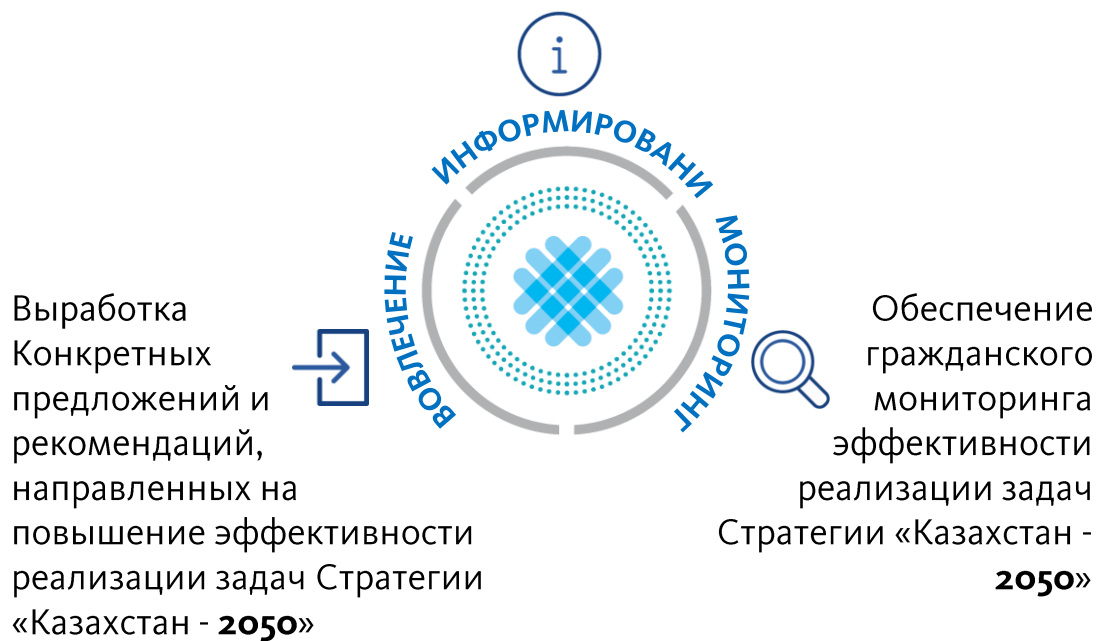 i
ИНФОРМИРОВАНИ
ВОВЛЕЧЕНИЕ
МОНИТОРИНГ
Выработка
Конкретных
предложений и
рекомендаций,
направленных на
повышение эффективности
реализации задач Стратегии
«Казахстан - 2050»
Обеспечение
гражданского
мониторинга
эффективности
реализации задач
Стратегии «Казахстан -
2050»